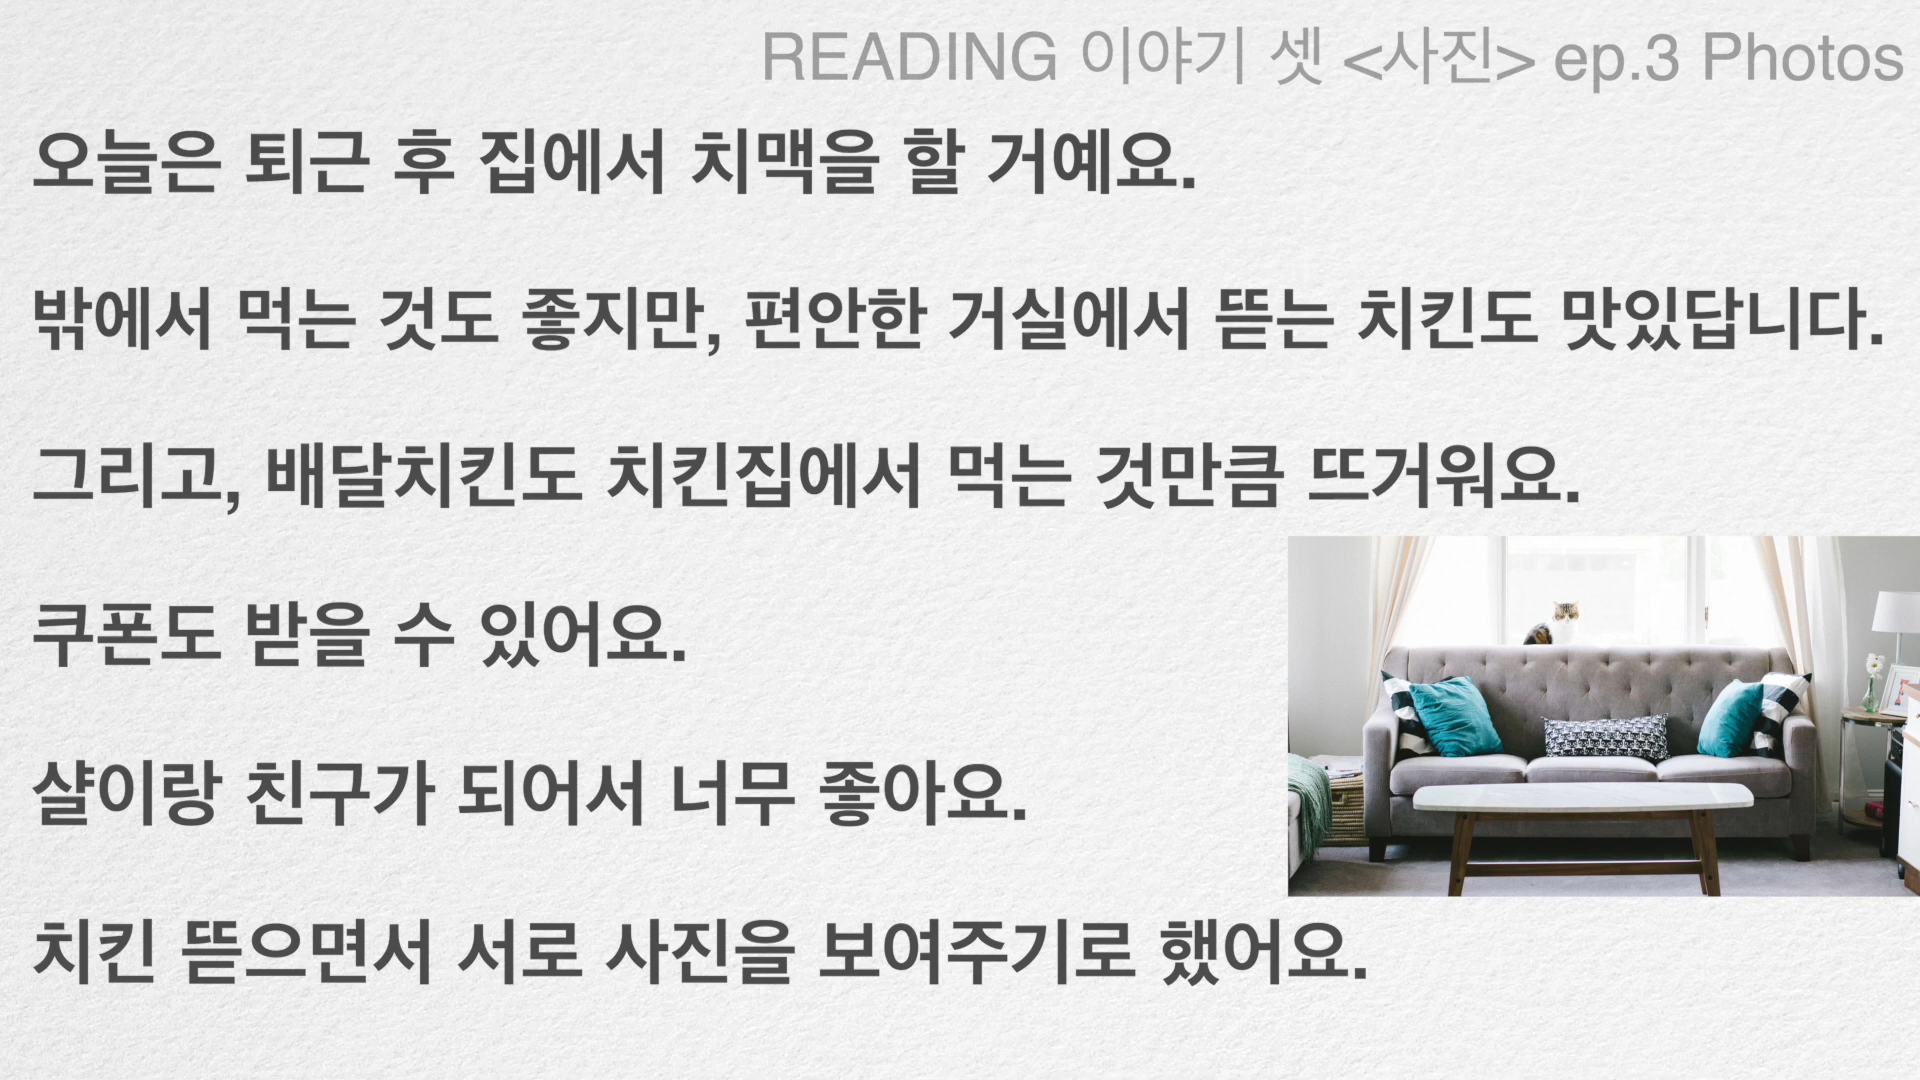 READING 이야기 셋 <사진> ep.3 Photos
오늘은 퇴근 후 집에서 치맥을 할 거예요.
밖에서 먹는 것도 좋지만, 편안한 거실에서 뜯는 치킨도 맛있답니다.
그리고, 배달치킨도 치킨집에서 먹는 것만큼 뜨거워요.
쿠폰도 받을 수 있어요.
샬이랑 친구가 되어서 너무 좋아요.
치킨 뜯으면서 서로 사진을 보여주기로 했어요.